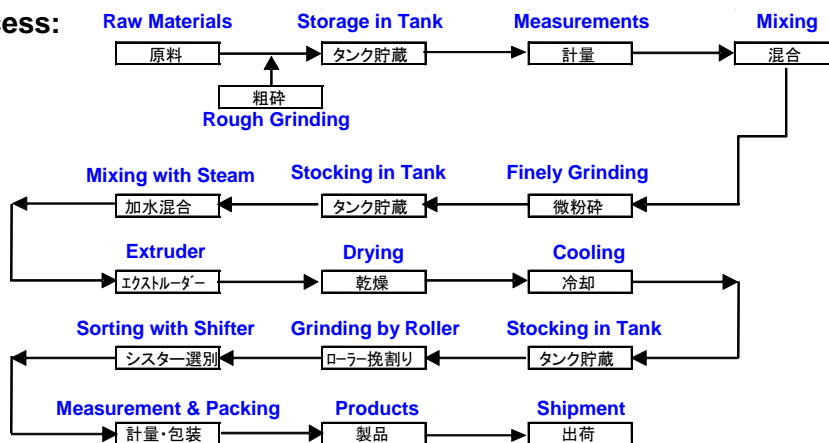 cess:
Raw Materials
Storage in Tank
Measurements
Mixing
原料
タンク貯蔵
計量
混合
粗砕
Rough Grinding
Mixing with Steam
Stocking in Tank
Finely Grinding
加水混合
タンク貯蔵
微粉砕
Extruder
Drying
Cooling
エクストルーダー
乾燥
冷却
Sorting with Shifter
Grinding by Roller
Stocking in Tank
シスター選別
ローラー挽割り
タンク貯蔵
Measurement & Packing
Products
Shipment
計量・包装
製品
出荷